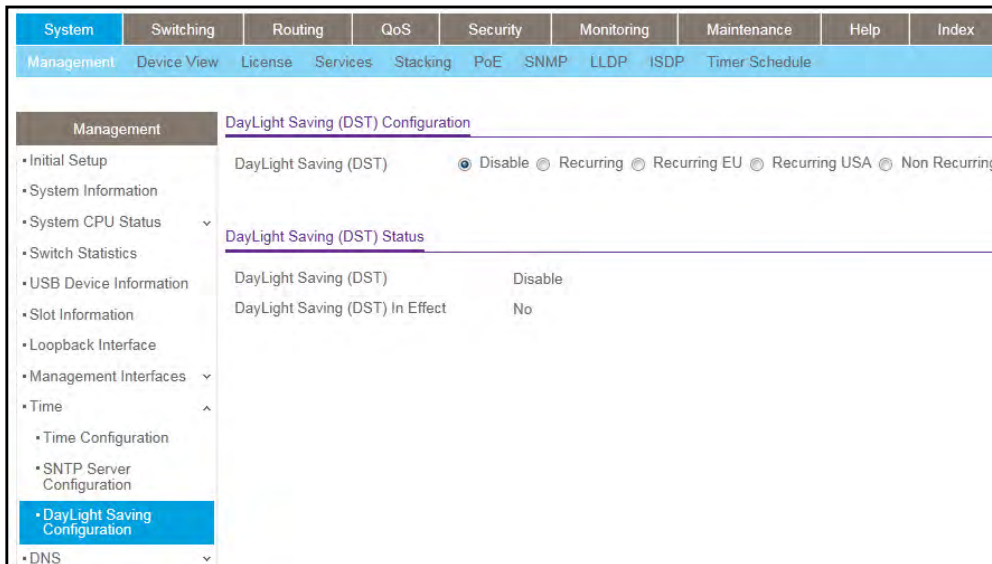 System Switching Routing QoS Security Monitoring Maintenance Help Index
Management Device View License Services Stacking PoE SNMP LLDP ISDP Timer Schedule
Management
Initial Setup
System Information
System CPU Status
Switch Statistics
USB Device Information
Slot Information
Loopback Interface
Management Interfaces
Time
Time Configuration
SNTP Server
Configuration
DayLight Saving
Configuration
DNS
DayLight Saving (DST) Configuration
DayLight Saving (DST) Disable Recurring Recurring EU Recurring USA Non Recurring
DayLight Saving (DST) Status
DayLight Saving (DST) Disable
DayLight Saving (DST) In Effect No